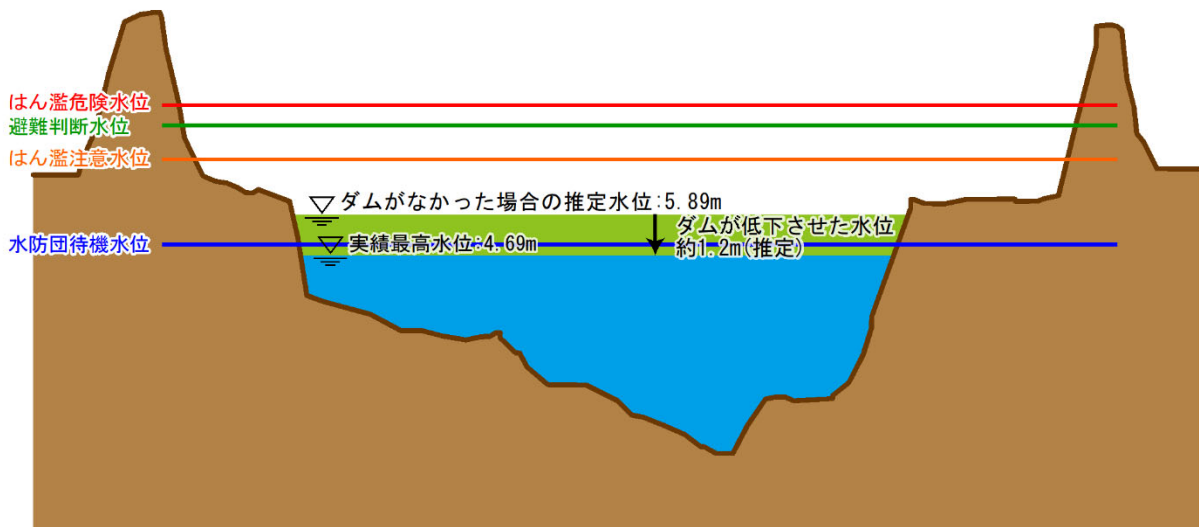 はん濫危険水位
避難判断水位
はん濫注意水位
ダムがなかった場合の推定水位:5.89m
ダムが低下させた水位
約1.2m(推定)
水防団待機水位
実績最高水位:4.69m